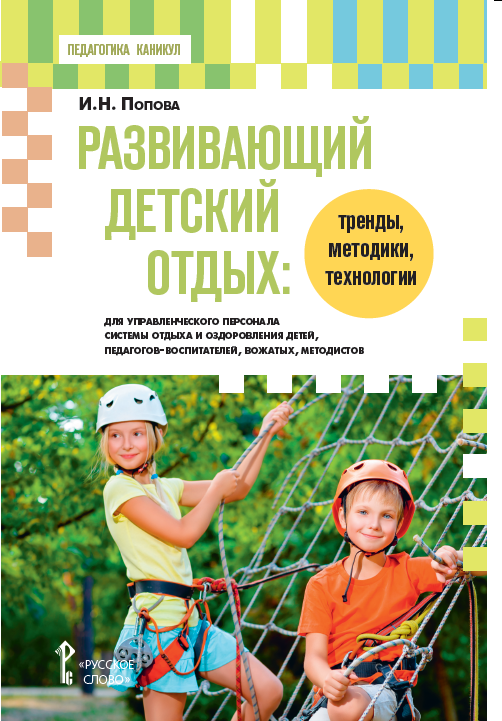 ПЕДАГОГИКА КАНИКУЛ
И.Н. Попова
РАЗВИВАЮЩИЙ
ДЕТСКИЙ
ОТДЫХ:
тренды,
методики,
технологии
ДЛЯ УПРАВЛЕНЧЕСКОГО ПЕРСОНАЛА
СИСТЕМЫ ОТДЫХА И ОЗДОРОВЛЕНИЯ ДЕТЕЙ,
ПЕДАГОГОВ-ВОСПИТАТЕЛЕЙ, ВОЖАТЫХ, МЕТОДИСТОВ
РС
«РУССКОЕ
СЛОВО»